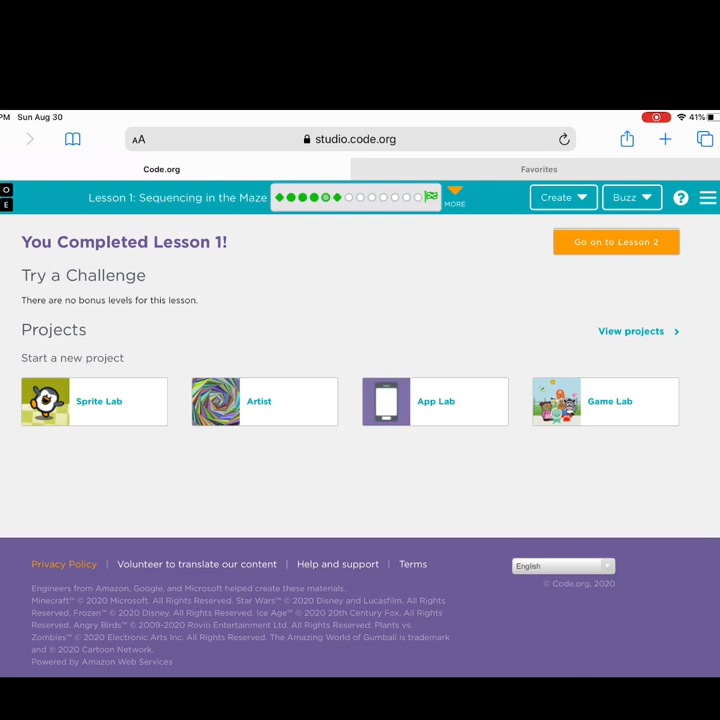 PM Sun Aug 30
41%
AA studio.code.org
Code.org Favorites
O
E
Lesson 1: Sequencing in the Maze
MORE
Create
Buzz
?
You Completed Lesson 1!
Go on to Lesson 2
Try a Challenge
There are no bonus levels for this lesson.
Projects
View projects >
Start a new project
Sprite Lab
Artist
App Lab
Game Lab
Privacy Policy | Volunteer to translate our content | Help and support | Terms
English
© Code.org, 2020
Engineers from Amazon, Google, and Microsoft helped create these materials.
Minecraft™ © 2020 Microsoft. All Rights Reserved. Star Wars™ © 2020 Disney and Lucasfilm. All Rights
Reserved. Frozen™ © 2020 Disney. All Rights Reserved. Ice Age™ © 2020 20th Century Fox. All Rights
Reserved. Angry Birds™ © 2009-2020 Rovio Entertainment Ltd. All Rights Reserved. Plants vs.
Zombies™ © 2020 Electronic Arts Inc. All Rights Reserved. The Amazing World of Gumball is trademark
and © 2020 Cartoon Network.
Powered by Amazon Web Services